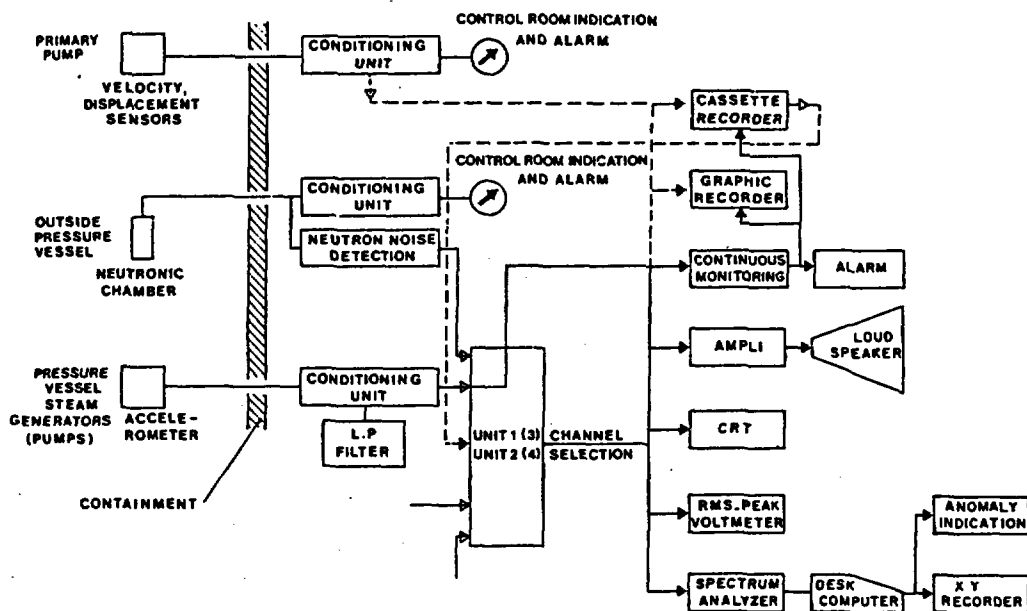 PRIMARY
PUMP
VELOCITY,
DISPLACEMENT
SENSORS
CONDITIONING
UNIT
CONTROL ROOM INDICATION
AND ALARM
CASSETTE
RECORDER
OUTSIDE
PRESSURE
VESSEL
NEUTRONIC
CHAMBER
CONDITIONING
UNIT
NEUTRON NOISE
DETECTION
CONTROL ROOM INDICATION
AND ALARM
GRAPHIC
RECORDER
CONTINUOUS
MONITORING
ALARM
AMPLI
LOUD
SPEAKER
PRESSURE
VESSEL
STEAM
GENERATORS
(PUMPS)
ACCELE-
ROMETER
CONDITIONING
UNIT
L.P
FILTER
UNIT 1 (3)
UNIT 2 (4)
CHANNEL
SELECTION
CRT
CONTAINMENT
RMS.PEAK
VOLTMETER
ANOMALY
INDICATION
SPECTRUM
ANALYZER
DESK
COMPUTER
X Y
RECORDER